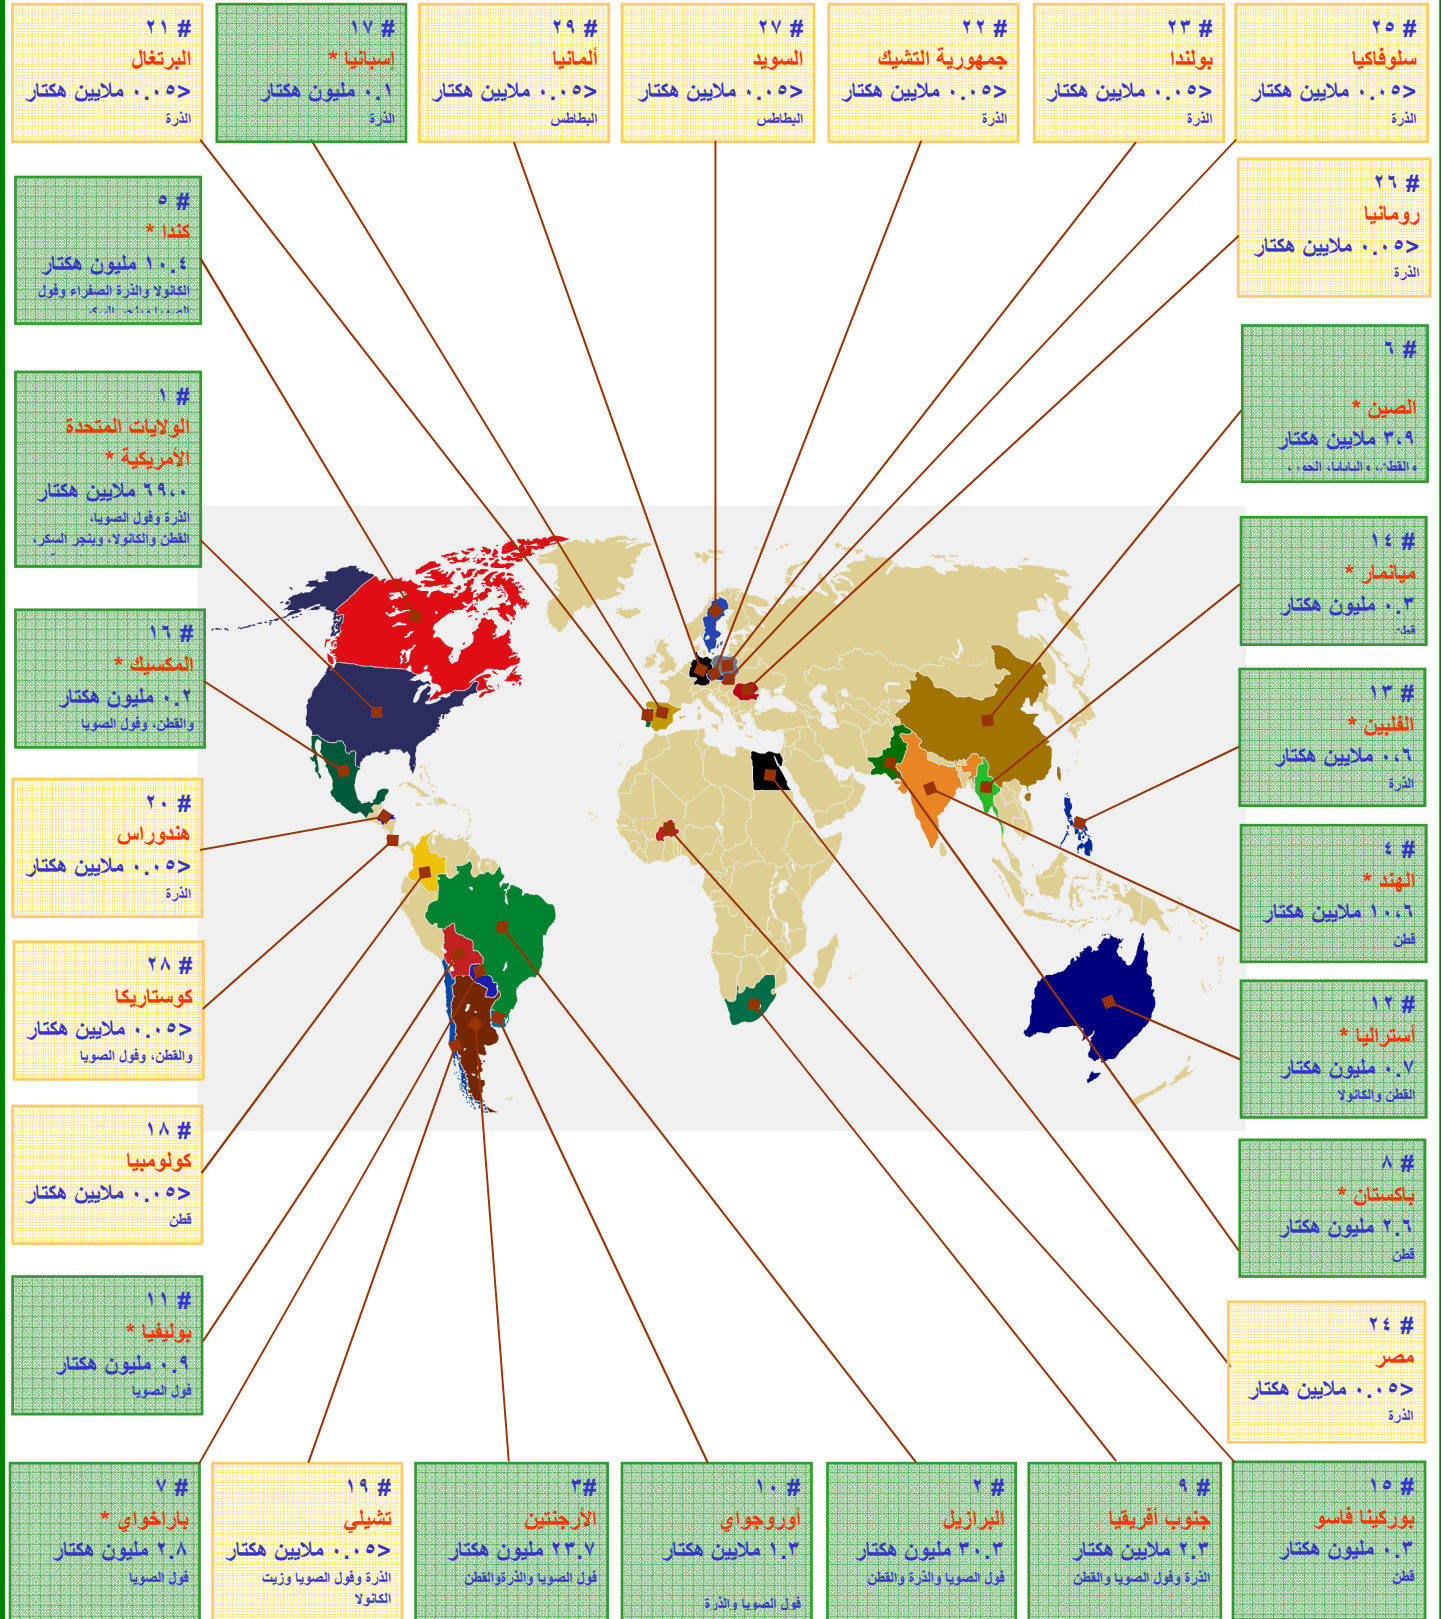 # ٢١
البرتغال
<٠.٠٥ ملايين هكتار
الذرة
# ١٧
إسبانيا *
٠.١ مليون هكتار
الذرة
# ٢٩
ألمانيا
<٠.٠٥ ملايين هكتار
البطاطس
# ٢٧
السويد
<٠.٠٥ ملايين هكتار
البطاطس
# ٢٢
جمهورية التشيك
<٠.٠٥ ملايين هكتار
الذرة
# ٢٣
بولندا
<٠.٠٥ ملايين هكتار
الذرة
# ٢٥
سلوفاكيا
<٠.٠٥ ملايين هكتار
الذرة
# ٥
كندا *
١٠.٤ مليون هكتار
الكانولا والذرة الصفراء وفول
الصويا وبنجر السكر
# ٢٦
رومانيا
<٠.٠٥ ملايين هكتار
الذرة
# ١
الولايات المتحدة
الأمريكية *
٦٩،٠ ملايين هكتار
الذرة وفول الصويا،
القطن والكانولا، وبنجر السكر،
# ٦
الصين *
٣،٩ ملايين هكتار
والقطن، والبابايا، الحور،
# ١٦
المكسيك *
٠.٢ مليون هكتار
والقطن، وفول الصويا
# ١٤
ميانمار *
٠.٣ مليون هكتار
قطن
# ١٣
الفلبين *
٠،٦ ملايين هكتار
الذرة
# ٢٠
هندوراس
<٠.٠٥ ملايين هكتار
الذرة
# ٤
الهند *
١٠،٦ ملايين هكتار
قطن
# ٢٨
كوستاريكا
<٠.٠٥ ملايين هكتار
والقطن، وفول الصويا
# ١٢
أستراليا *
٠.٧ مليون هكتار
القطن والكانولا
# ١٨
كولومبيا
<٠.٠٥ ملايين هكتار
قطن
# ٨
باكستان *
٢.٦ مليون هكتار
قطن
# ١١
بوليفيا *
٠.٩ مليون هكتار
فول الصويا
# ٢٤
مصر
<٠.٠٥ ملايين هكتار
الذرة
# ٧
باراخواي *
٢.٨ مليون هكتار
فول الصويا
# ١٩
تشيلي
<٠.٠٥ ملايين هكتار
الذرة وفول الصويا وزيت
الكانولا
#٣
الأرجنتين
٢٣.٧ مليون هكتار
فول الصويا والذرةوالقطن
# ١٠
أوروجواي
١.٣ ملايين هكتار
فول الصويا والذرة
# ٢
البرازيل
٣٠.٣ مليون هكتار
فول الصويا والذرة والقطن
# ٩
جنوب أفريقيا
٢.٣ ملايين هكتار
الذرة وفول الصويا والقطن
# ١٥
بوركينا فاسو
٠.٣ مليون هكتار
قطن